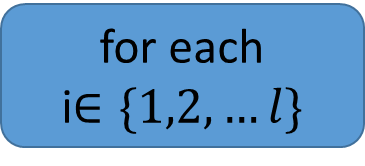 for each
i∈ {1,2, … l}